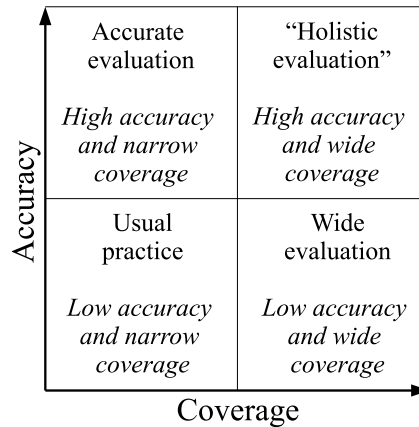 Accurate
evaluation
High accuracy
and narrow
coverage
“Holistic
evaluation”
High accuracy
and wide
coverage
Usual
practice
Low accuracy
and narrow
coverage
Wide
evaluation
Low accuracy
and wide
coverage
Accuracy
Coverage